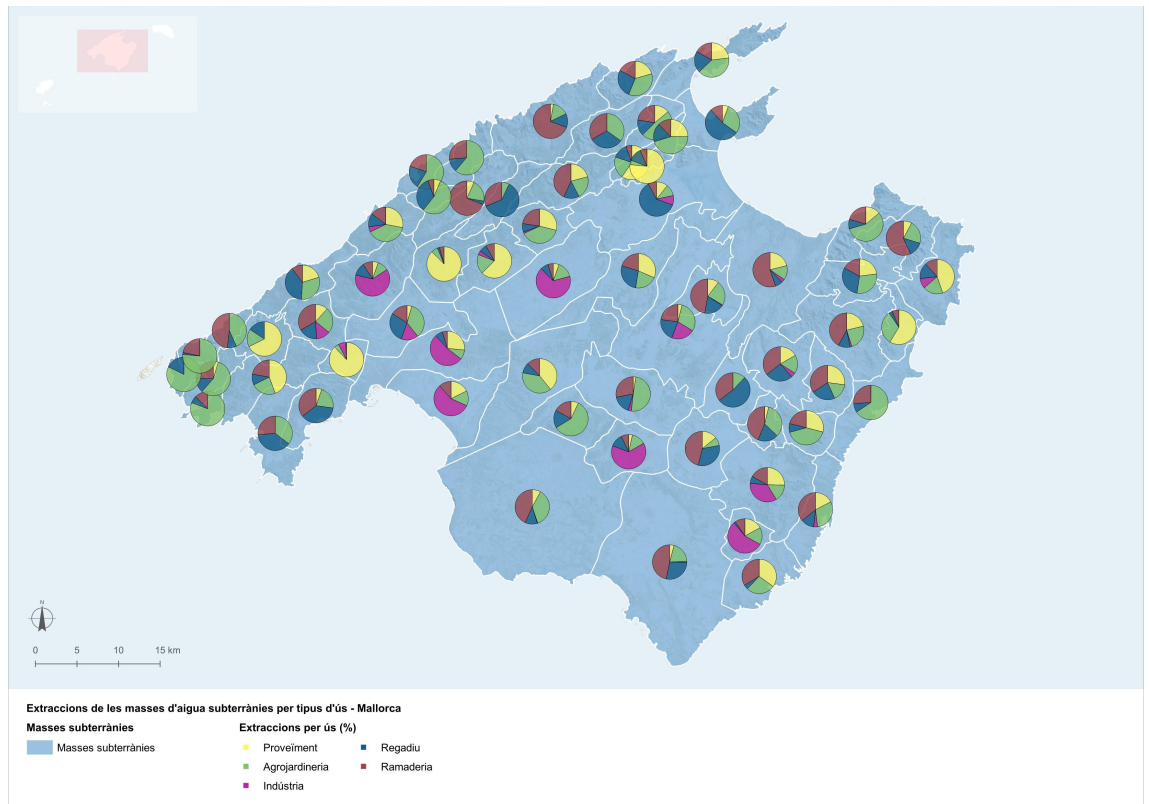 N
0 5 10 15 km
Extraccions de les masses d'aigua subterrànies per tipus d'ús - Mallorca
Masses subterrànies
Masses subterrànies
Extraccions per ús (%)
Proveïment
Agrojardineria
Indústria
Regadiu
Ramaderia